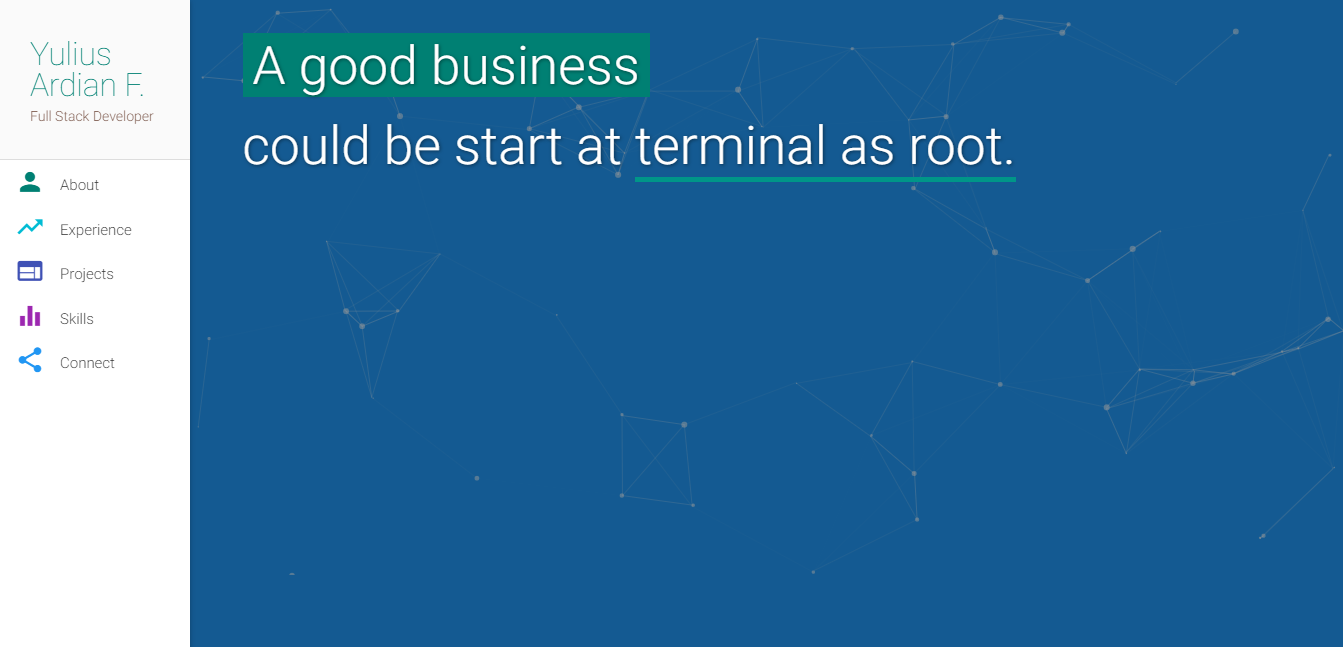 Yulius
Ardian F.
Full Stack Developer
About
Experience
Projects
Skills
Connect
A good business
could be start at terminal as root.